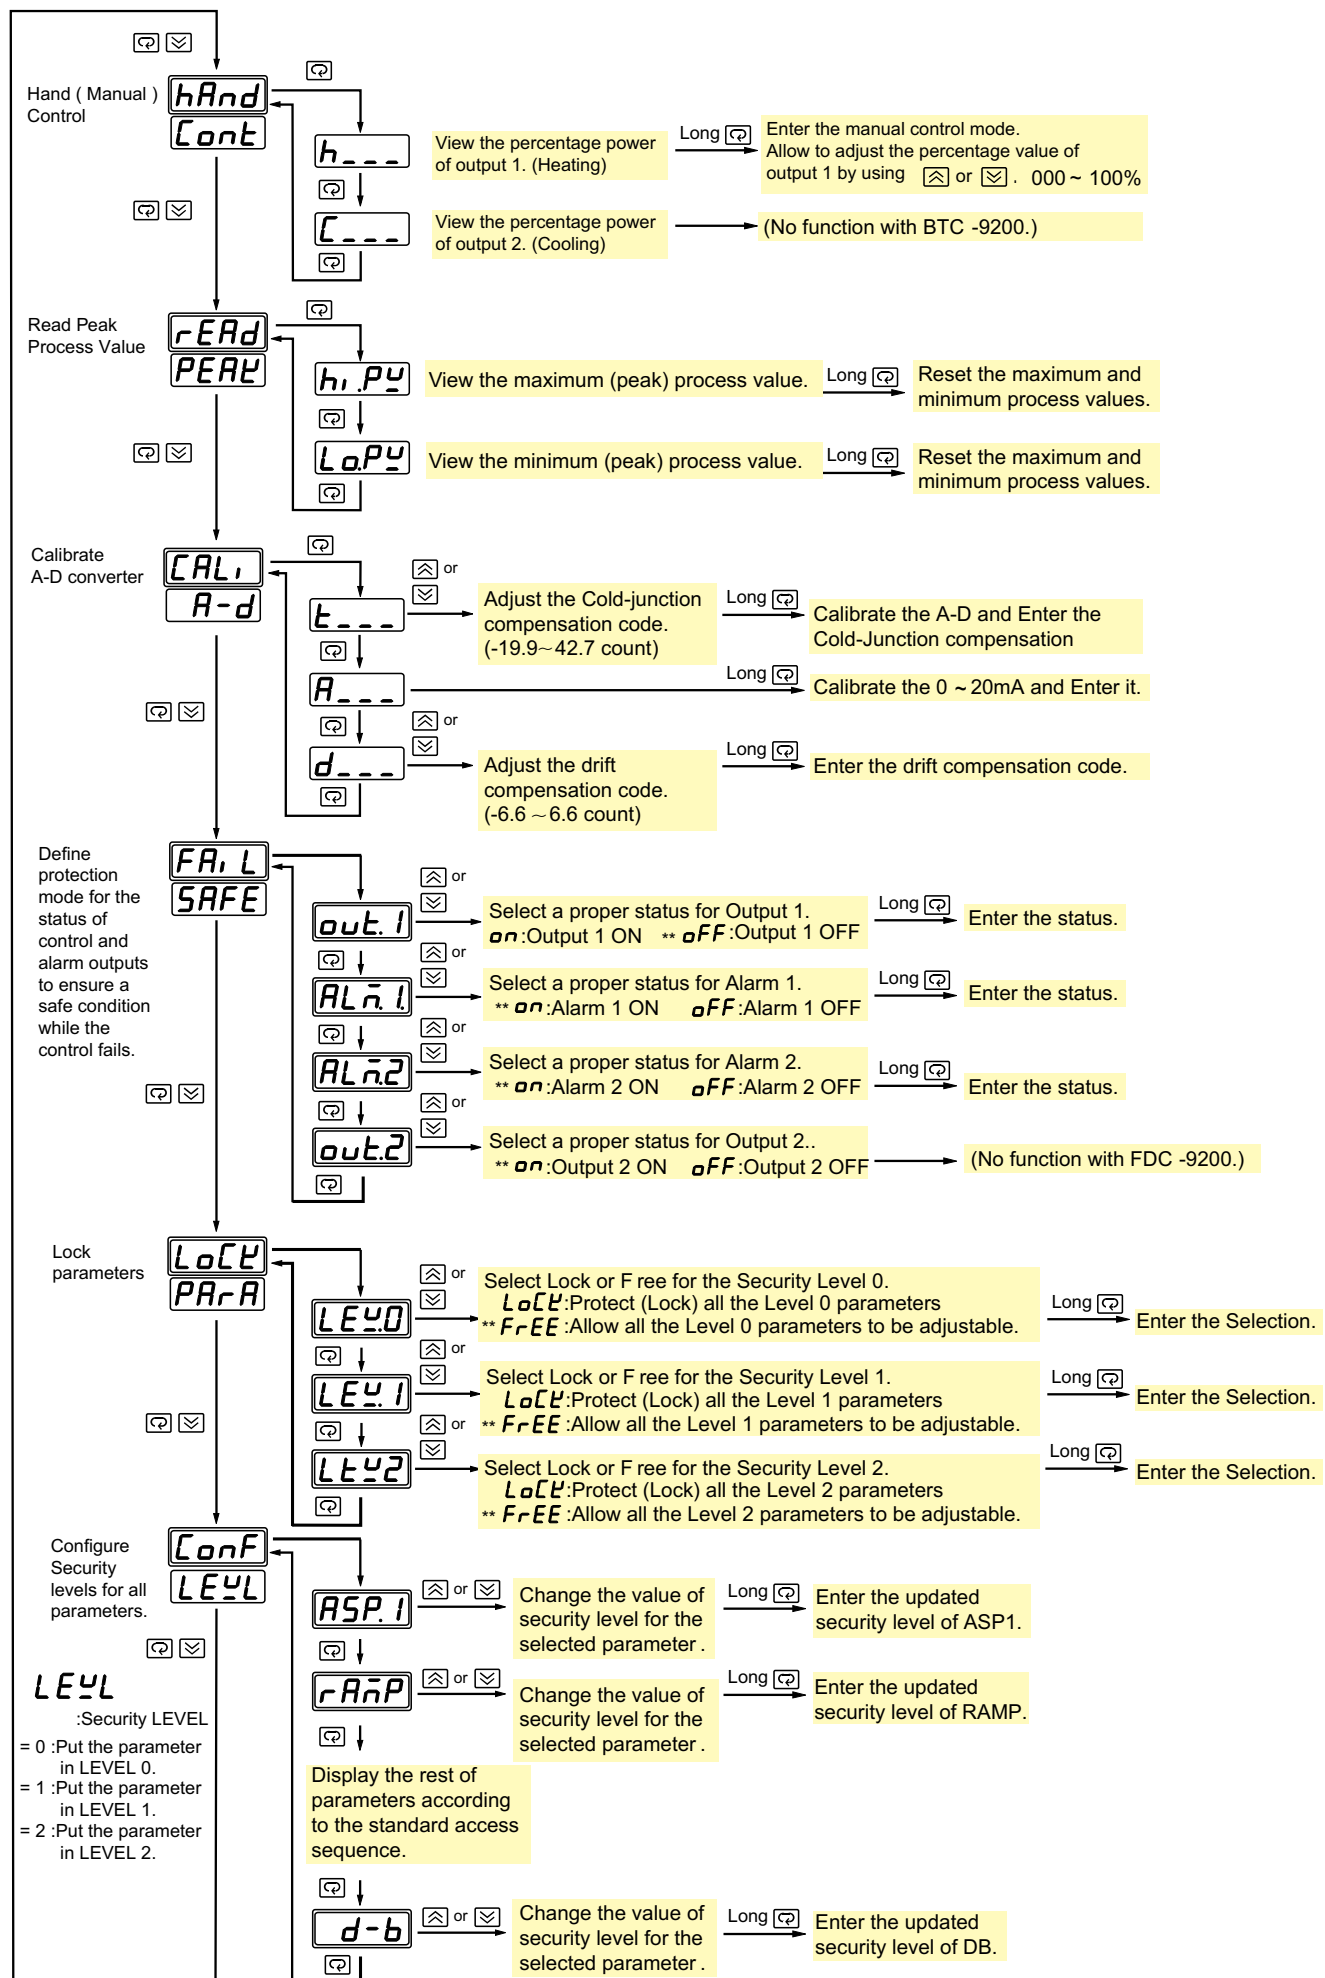 Hand ( Manual )
Control
hAnd
Cont
h_ _ _
View the percentage power
of output 1. (Heating)
Long
Enter the manual control mode.
Allow to adjust the percentage value of
output 1 by using or . 000 ~ 100%
C_ _ _
View the percentage power
of output 2. (Cooling)
(No function with BTC -9200.)
Read Peak
Process Value
rEAd
PEAK
hi.PV
View the maximum (peak) process value.
Long
Reset the maximum and
minimum process values.
Lo.PV
View the minimum (peak) process value.
Long
Reset the maximum and
minimum process values.
Calibrate
A-D converter
CALi
A-d
t_ _ _
or
Adjust the Cold-junction
compensation code.
(-19.9~42.7 count)
Long
Calibrate the A-D and Enter the
Cold-Junction compensation
A_ _ _
Long
Calibrate the 0 ~ 20mA and Enter it.
d_ _ _
or
Adjust the drift
compensation code.
(-6.6 ~ 6.6 count)
Long
Enter the drift compensation code.
Define
protection
mode for the
status of
control and
alarm outputs
to ensure a
safe condition
while the
control fails.
FAiL
SAFE
out.1
or
Select a proper status for Output 1.
on:Output 1 ON ** oFF:Output 1 OFF
Long
Enter the status.
ALM.1.
or
Select a proper status for Alarm 1.
** on:Alarm 1 ON oFF:Alarm 1 OFF
Long
Enter the status.
ALM.2
or
Select a proper status for Alarm 2.
** on:Alarm 2 ON oFF:Alarm 2 OFF
Long
Enter the status.
out.2
or
Select a proper status for Output 2..
** on:Output 2 ON oFF:Output 2 OFF
(No function with FDC -9200.)
Lock
parameters
LoCK
PArA
LEV.0
or
Select Lock or F ree for the Security Level 0.
LoCK:Protect (Lock) all the Level 0 parameters
** FrEE :Allow all the Level 0 parameters to be adjustable.
Long
Enter the Selection.
LEV.1
or
Select Lock or F ree for the Security Level 1.
LoCK:Protect (Lock) all the Level 1 parameters
** FrEE :Allow all the Level 1 parameters to be adjustable.
Long
Enter the Selection.
LtV2
or
Select Lock or F ree for the Security Level 2.
LoCK:Protect (Lock) all the Level 2 parameters
** FrEE :Allow all the Level 2 parameters to be adjustable.
Long
Enter the Selection.
Configure
Security
levels for all
parameters.
ConF
LEVL
ASP.1
or
Change the value of
security level for the
selected parameter .
Long
Enter the updated
security level of ASP1.
rAMP
or
Change the value of
security level for the
selected parameter .
Long
Enter the updated
security level of RAMP.
LEVL
:Security LEVEL
= 0 :Put the parameter
in LEVEL 0.
= 1 :Put the parameter
in LEVEL 1.
= 2 :Put the parameter
in LEVEL 2.
Display the rest of
parameters according
to the standard access
sequence.
d-b
or
Change the value of
security level for the
selected parameter .
Long
Enter the updated
security level of DB.